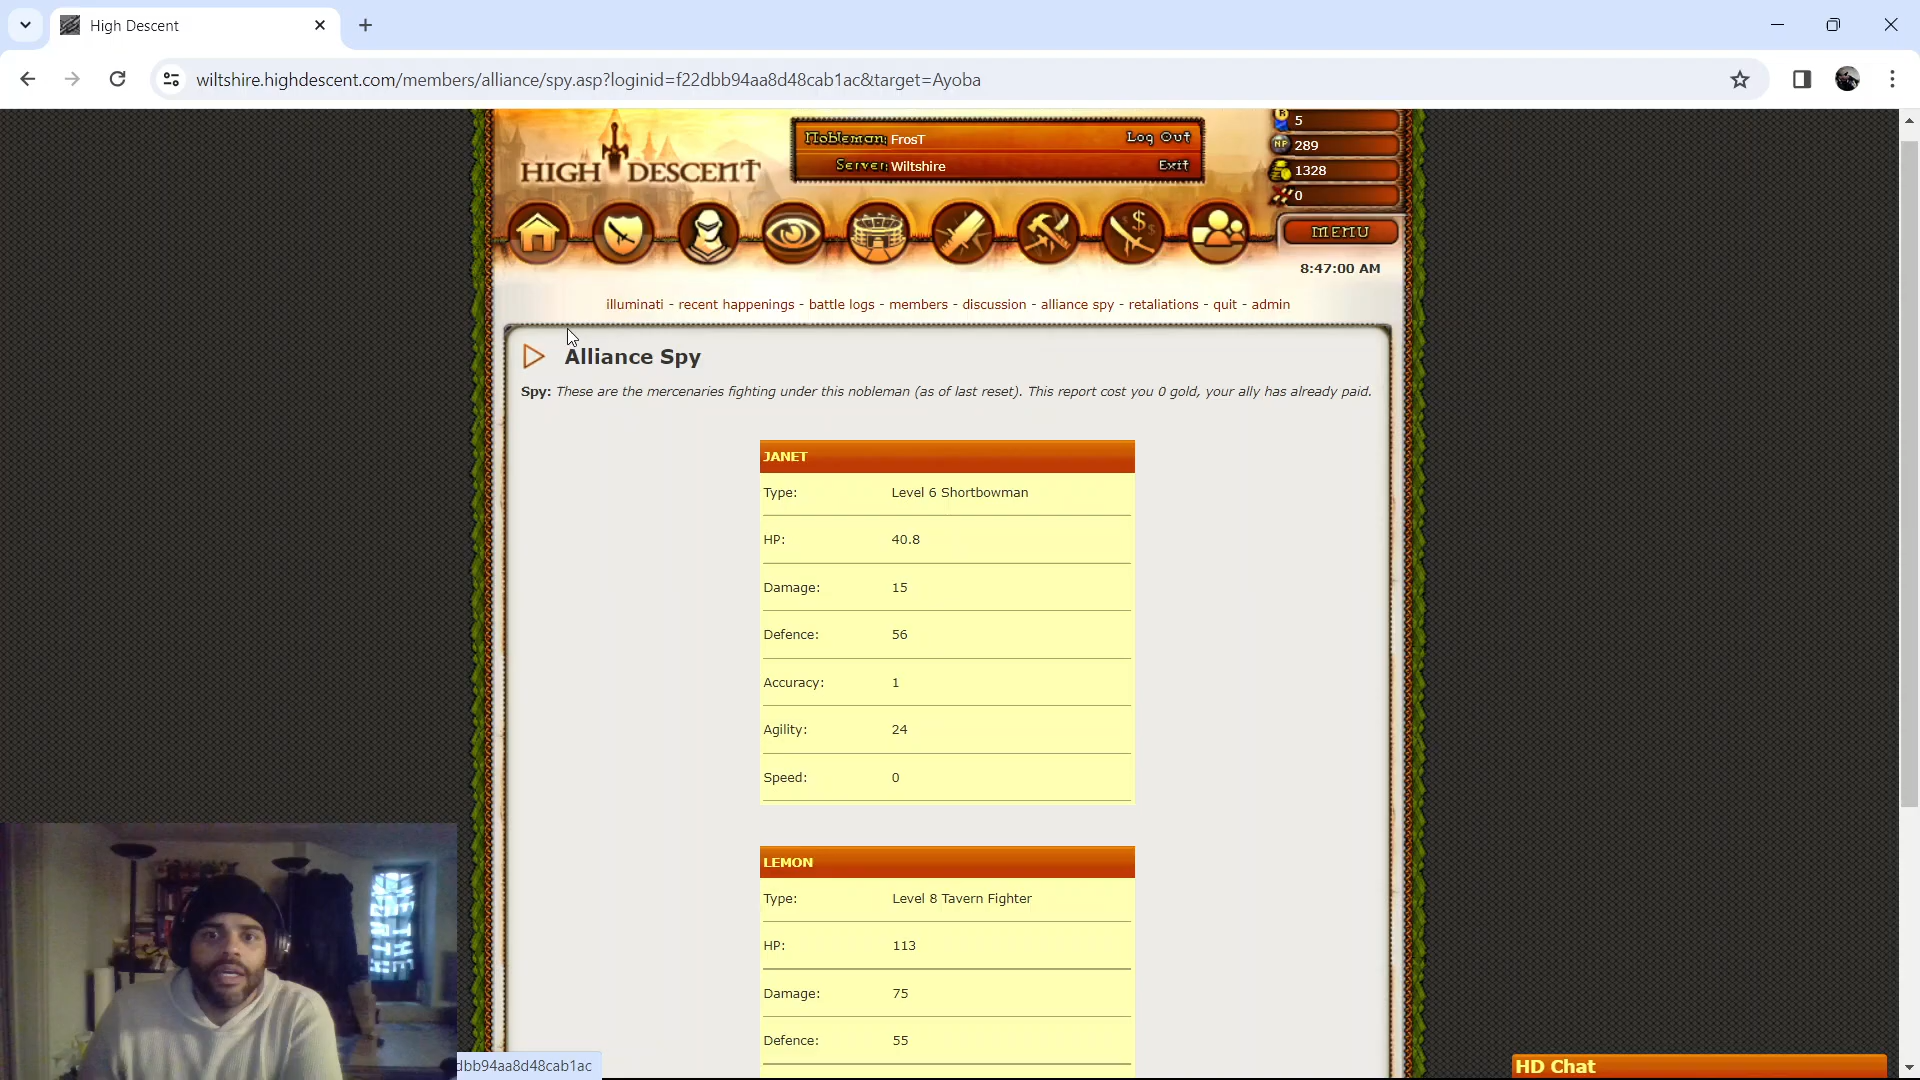 High Descent
wiltshire.highdescent.com/members/alliance/spy.asp?loginid=f22dbb94aa8d48cab1ac&target=Ayoba
HIGH DESCENT
Nobleman: FrosT
Log Out
Server: Wiltshire
Exit
R 5
NP 289
1328
0
MENU
8:47:00 AM
illuminati - recent happenings - battle logs - members - discussion - alliance spy - retaliations - quit - admin
Alliance Spy
Spy: These are the mercenaries fighting under this nobleman (as of last reset). This report cost you 0 gold, your ally has already paid.
JANET
Type: Level 6 Shortbowman
HP: 40.8
Damage: 15
Defence: 56
Accuracy: 1
Agility: 24
Speed: 0
LEMON
Type: Level 8 Tavern Fighter
HP: 113
Damage: 75
Defence: 55
dbb94aa8d48cab1ac
HD Chat